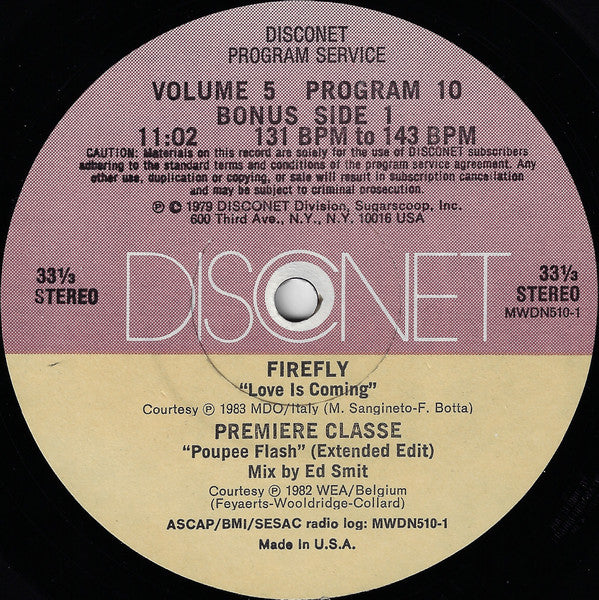 DISCONET
PROGRAM SERVICE
VOLUME 5 PROGRAM 10
BONUS SIDE 1
11:02 131 BPM to 143 BPM
CAUTION: Materials on this record are solely for the use of DISCONET subscribers
adhering to the standard terms and conditions of the program service agreement. Any
other use, duplication or copying, or sale will result in subscription cancellation
and may be subject to criminal prosecution.
℗ © 1979 DISCONET Division, Sugarscoop, Inc.
600 Third Ave., N.Y., N.Y. 10016 USA
33⅓
STEREO
DISCONET
33⅓
STEREO
MWDN510-1
FIREFLY
"Love Is Coming"
Courtesy ℗ 1983 MDO/Italy (M. Sangineto-F. Botta)
PREMIERE CLASSE
"Poupee Flash" (Extended Edit)
Mix by Ed Smit
Courtesy ℗ 1982 WEA/Belgium
(Feyaerts-Wooldridge-Collard)
ASCAP/BMI/SESAC radio log: MWDN510-1
Made in U.S.A.